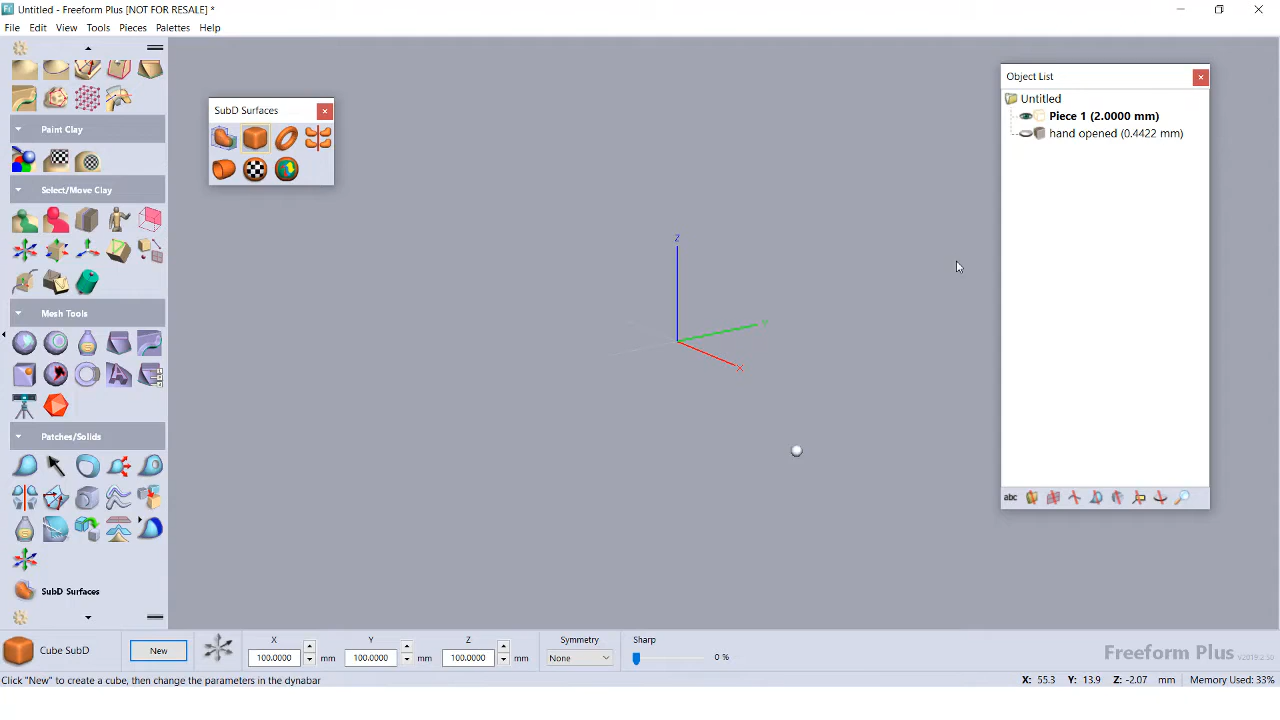 Untitled - Freeform Plus [NOT FOR RESALE] *
File Edit View Tools Pieces Palettes Help
Paint Clay
Select/Move Clay
Mesh Tools
Patches/Solids
SubD Surfaces
SubD Surfaces
Z
Y
X
Object List
Untitled
Piece 1 (2.0000 mm)
hand opened (0.4422 mm)
abc
Cube SubD
New
X
100.0000 mm
Y
100.0000 mm
Z
100.0000 mm
Symmetry
None
Sharp
0 %
Freeform Plus v2019.2.50
Click "New" to create a cube, then change the parameters in the dynabar
X: 55.3 Y: 13.9 Z: -2.07 mm Memory Used: 33%